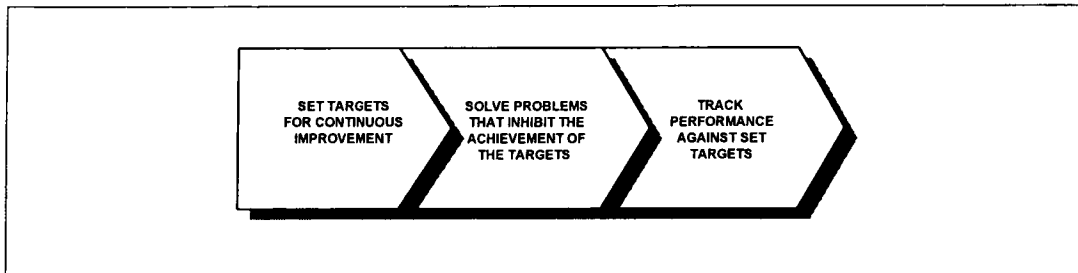 SET TARGETS
FOR CONTINUOUS
IMPROVEMENT
SOLVE PROBLEMS
THAT INHIBIT THE
ACHIEVEMENT OF
THE TARGETS
TRACK
PERFORMANCE
AGAINST SET
TARGETS